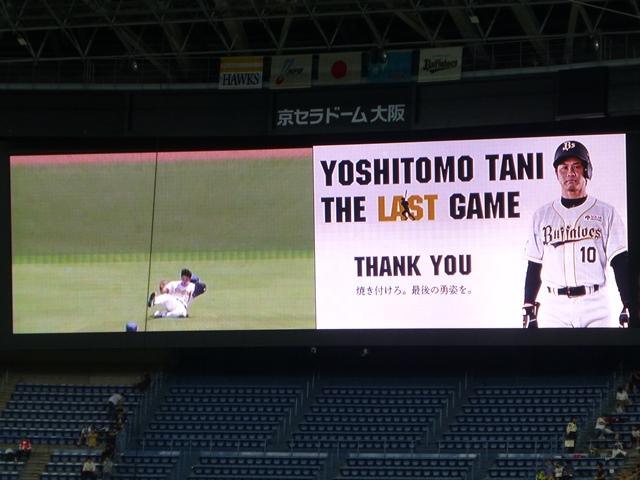 HAWKS
Buffaloes
京セラドーム 大阪
YOSHITOMO TANI
THE LAST GAME
THANK YOU
焼き付けろ。最後の勇姿を。
Bs
Buffaloes
10